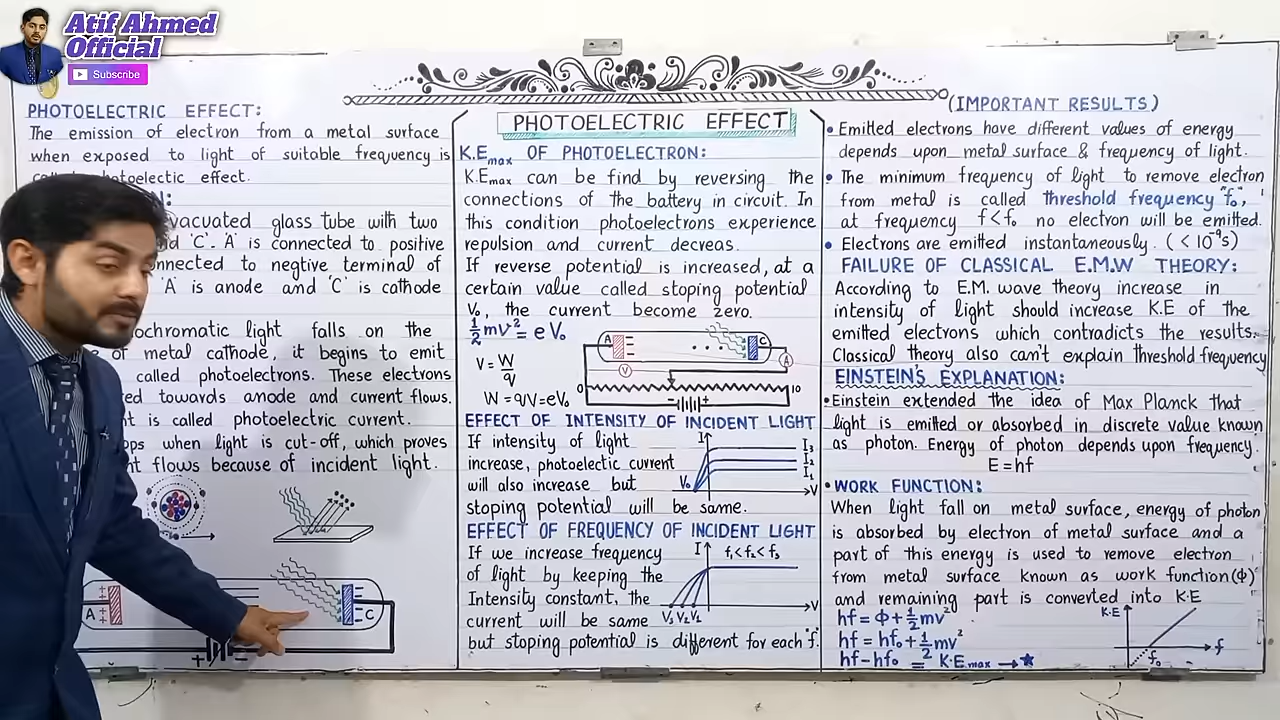 Atif Ahmed
Official
Subscribe
PHOTOELECTRIC EFFECT:
The emission of electron from a metal surface
when exposed to light of suitable frequency is
photoelectic effect.
vacuated glass tube with two
'C'. 'A' is connected to positive
nnected to negtive terminal of
'A' is anode and 'C' is cathode
ochromatic light falls on the
of metal cathode, it begins to emit
called photoelectrons. These electrons
ed towards anode and current flows.
is called photoelectric current.
ops when light is cut-off, which proves
flows because of incident light.
A
C
+ −
PHOTOELECTRIC EFFECT
K.Emax OF PHOTOELECTRON:
K.Emax can be find by reversing the
connections of the battery in circuit. In
this condition photoelectrons experience
repulsion and current decreas.
If reverse potential is increased, at a
certain value called stoping potential
V₀, the current become zero.
½mv²= eV₀
V = W/q
W = qV = eV₀
A
C
V
A
0
10
− +
EFFECT OF INTENSITY OF INCIDENT LIGHT
If intensity of light
increase, photoelectic current
will also increase but
stoping potential will be same.
I
I₃
I₂
I₁
V₀
V
EFFECT OF FREQUENCY OF INCIDENT LIGHT
If we increase frequency
of light by keeping the
Intensity constant, the
current will be same
but stoping potential is different for each 'f'.
I
f₁<f₂<f₃
V₃ V₂ V₁
V
(IMPORTANT RESULTS)
• Emitted electrons have different values of energy
depends upon metal surface & frequency of light.
• The minimum frequency of light to remove electron
from metal is called threshold frequency "f₀",
at frequency f<f₀ no electron will be emitted.
• Electrons are emitted instantaneously. (<10⁻⁹s)
FAILURE OF CLASSICAL E.M.W THEORY:
According to E.M. wave theory increase in
intensity of light should increase K.E of the
emitted electrons which contradicts the results.
Classical theory also can't explain threshold frequency
EINSTEIN'S EXPLANATION:
• Einstein extended the idea of Max Planck that
light is emitted or absorbed in discrete value known
as photon. Energy of photon depends upon frequency.
E = hf
• WORK FUNCTION:
When light fall on metal surface, energy of photon
is absorbed by electron of metal surface and a
part of this energy is used to remove electron
from metal surface known as work function(Φ)
and remaining part is converted into K.E
hf = Φ + ½mv²
hf = hf₀ + ½mv²
hf − hf₀ = K.Emax → ★
K.E
f₀
f